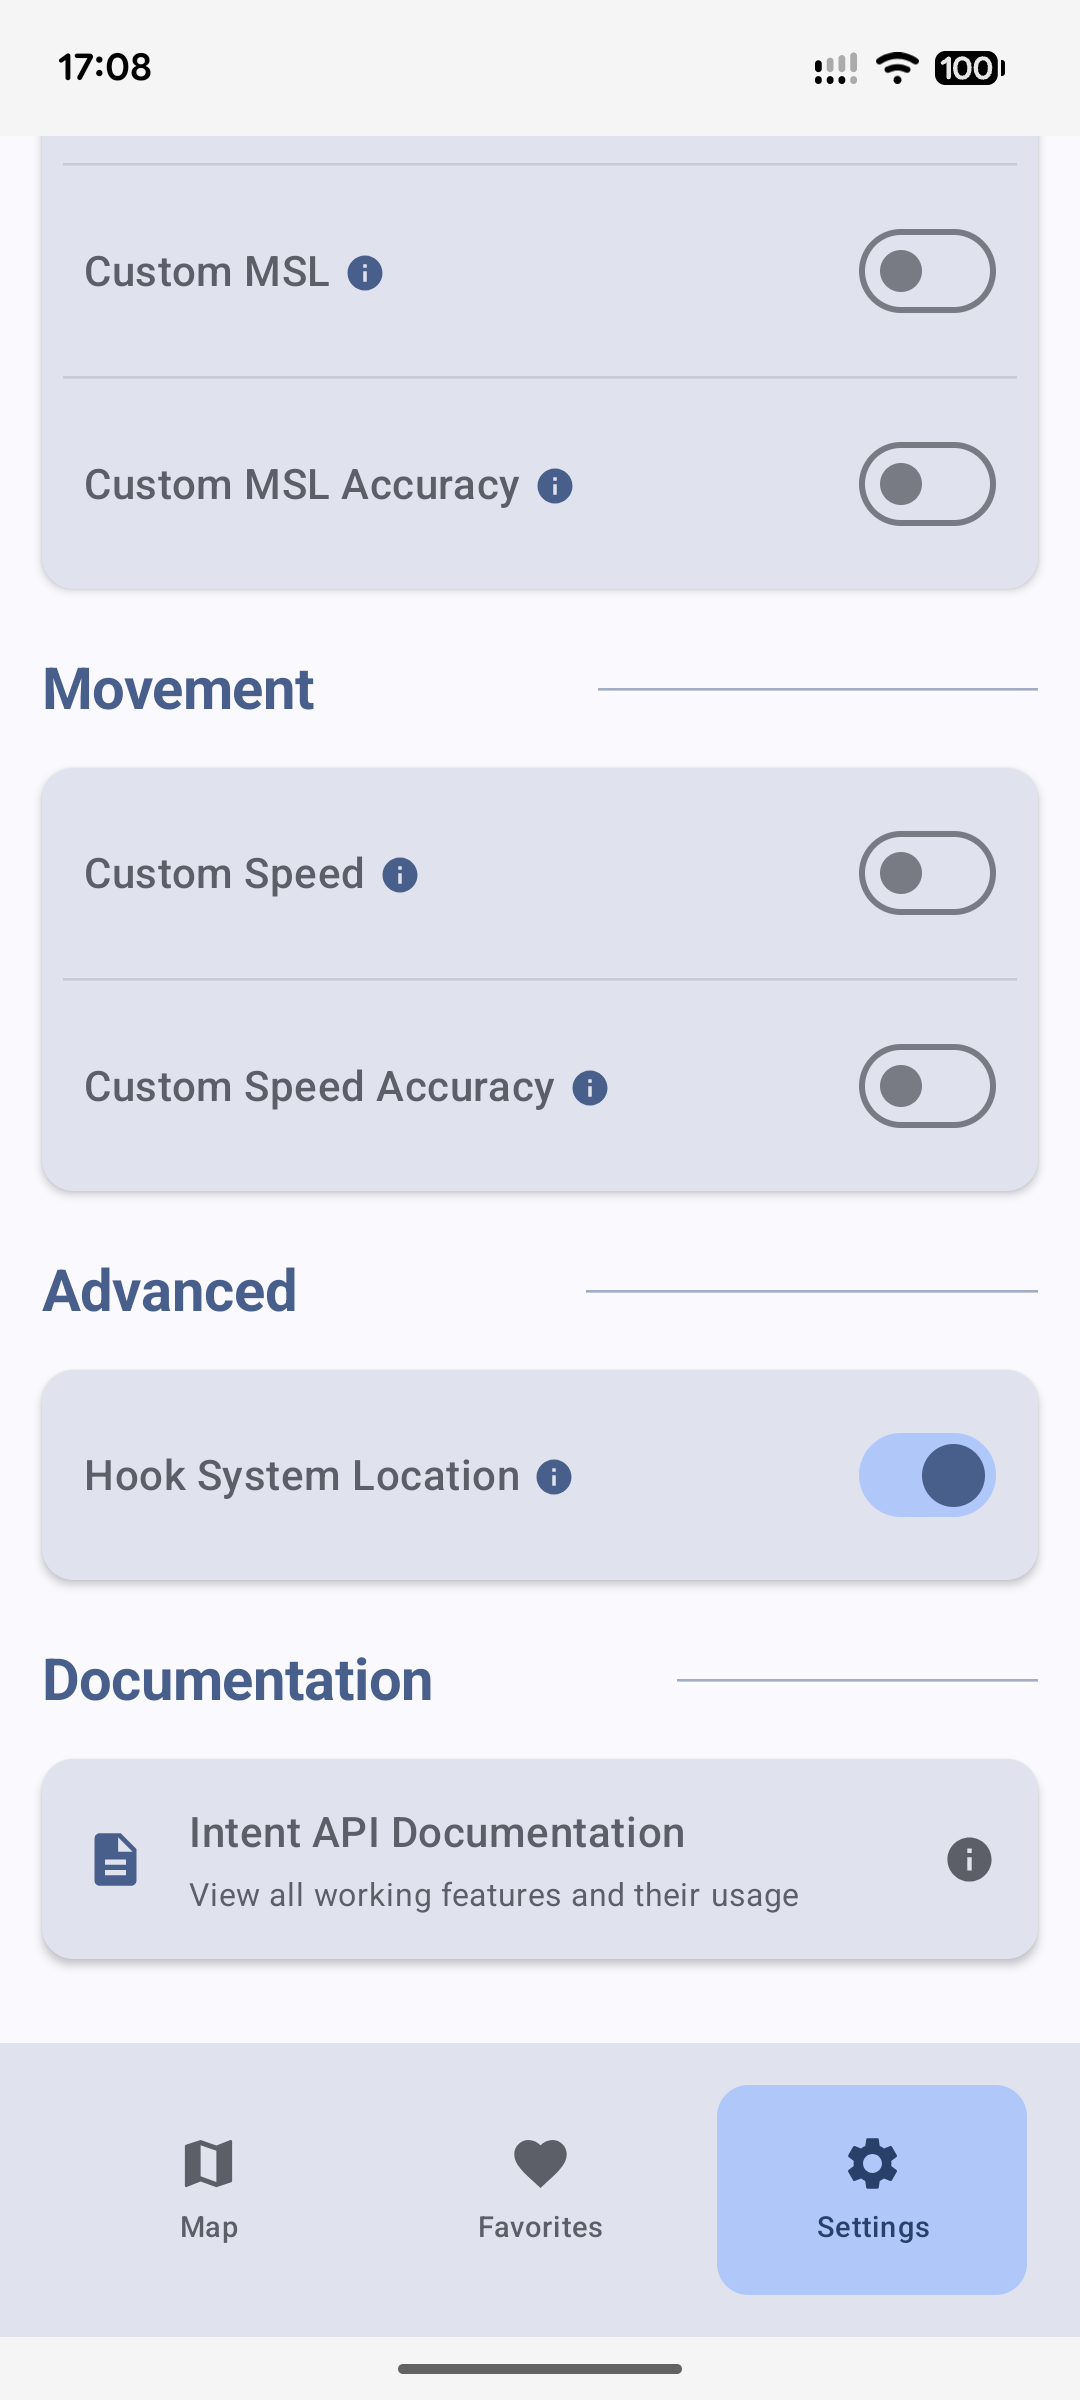 17:08
100
Custom MSL
Custom MSL Accuracy
Movement
Custom Speed
Custom Speed Accuracy
Advanced
Hook System Location
Documentation
Intent API Documentation
View all working features and their usage
Map
Favorites
Settings